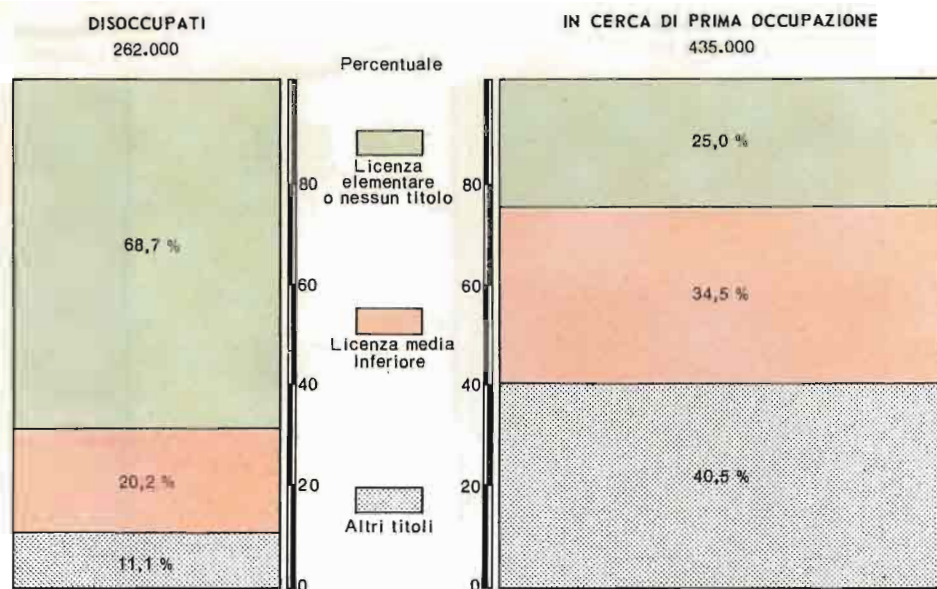 DISOCCUPATI
262.000
68,7 %
20,2 %
11,1 %
Percentuale
80
60
40
20
0
Licenza
elementare
o nessun titolo
Licenza media
Inferiore
Altri titoli
IN CERCA DI PRIMA OCCUPAZIONE
435.000
80
60
40
20
0
25,0 %
34,5 %
40,5 %